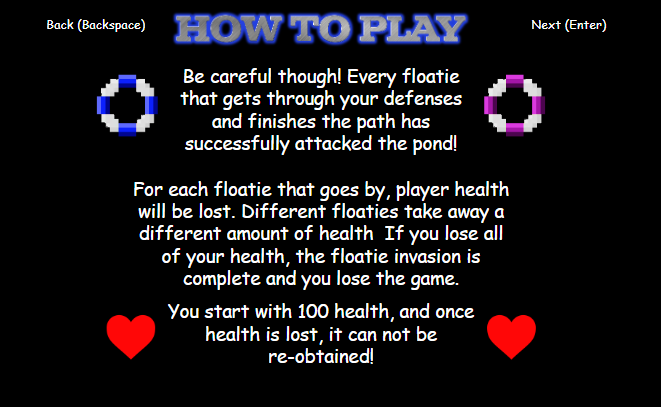 Back (Backspace)
HOW TO PLAY
Next (Enter)
Be careful though! Every floatie
that gets through your defenses
and finishes the path has
successfully attacked the pond!
For each floatie that goes by, player health
will be lost. Different floaties take away a
different amount of health  If you lose all
of your health, the floatie invasion is
complete and you lose the game.
You start with 100 health, and once
health is lost, it can not be
re-obtained!